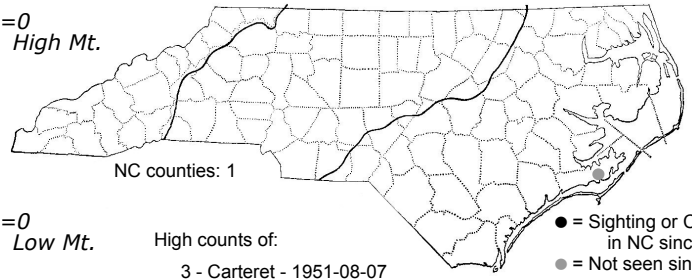 =0
High Mt.
NC counties: 1
=0
Low Mt.
High counts of:
3 - Carteret - 1951-08-07
● = Sighting or
in NC sinc
● = Not seen sin